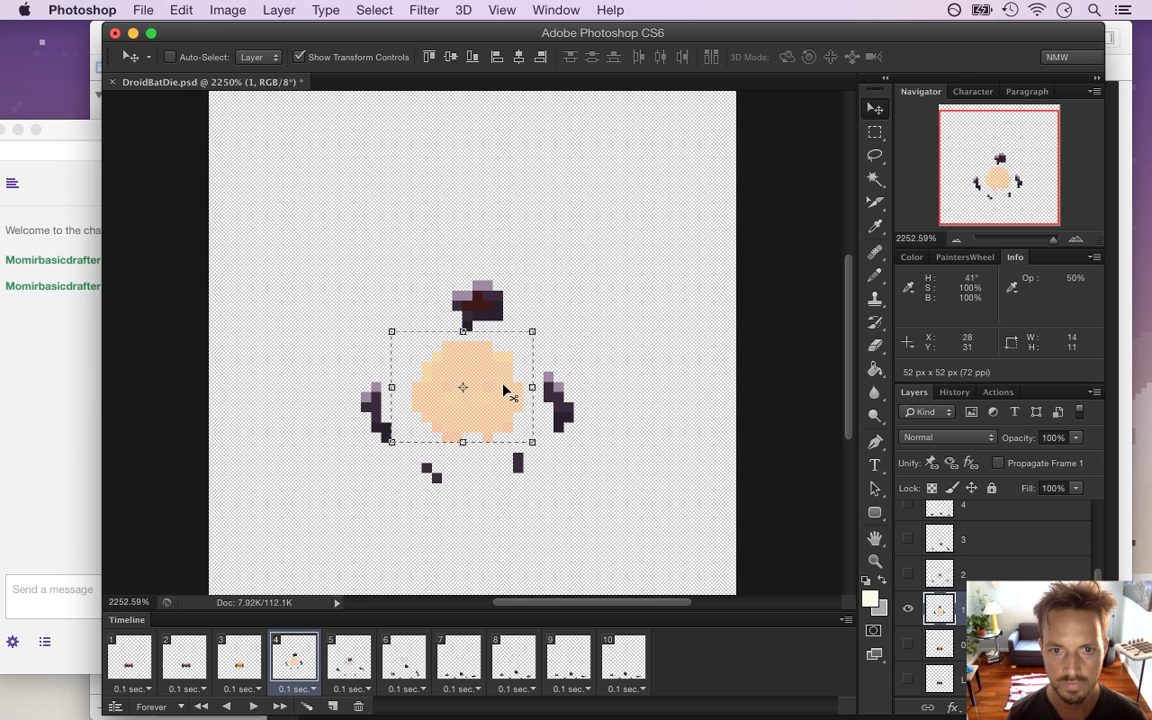 Photoshop File Edit Image Layer Type Select Filter 3D View Window Help
Adobe Photoshop CS6
Auto-Select: Layer Show Transform Controls 3D Mode: NMW
DroidBatDie.psd @ 2250% (1, RGB/8*) *
Navigator Character Paragraph
2252.59%
Color PaintersWheel Info
H: 41° Op: 50%
S: 100%
B: 100%
X: 28 W: 14
Y: 31 H: 11
52 px x 52 px (72 ppi)
Layers History Actions
Kind
Normal Opacity: 100%
Unify: Propagate Frame 1
Lock: Fill: 100%
4
3
2
1
0
L
Welcome to the cha
Momirbasicdrafter
Momirbasicdrafter
Send a message
2252.59% Doc: 7.92K/112.1K
Timeline
1 2 3 4 5 6 7 8 9 10
0.1 sec. 0.1 sec. 0.1 sec. 0.1 sec. 0.1 sec. 0.1 sec. 0.1 sec. 0.1 sec. 0.1 sec. 0.1 sec.
Forever
fx